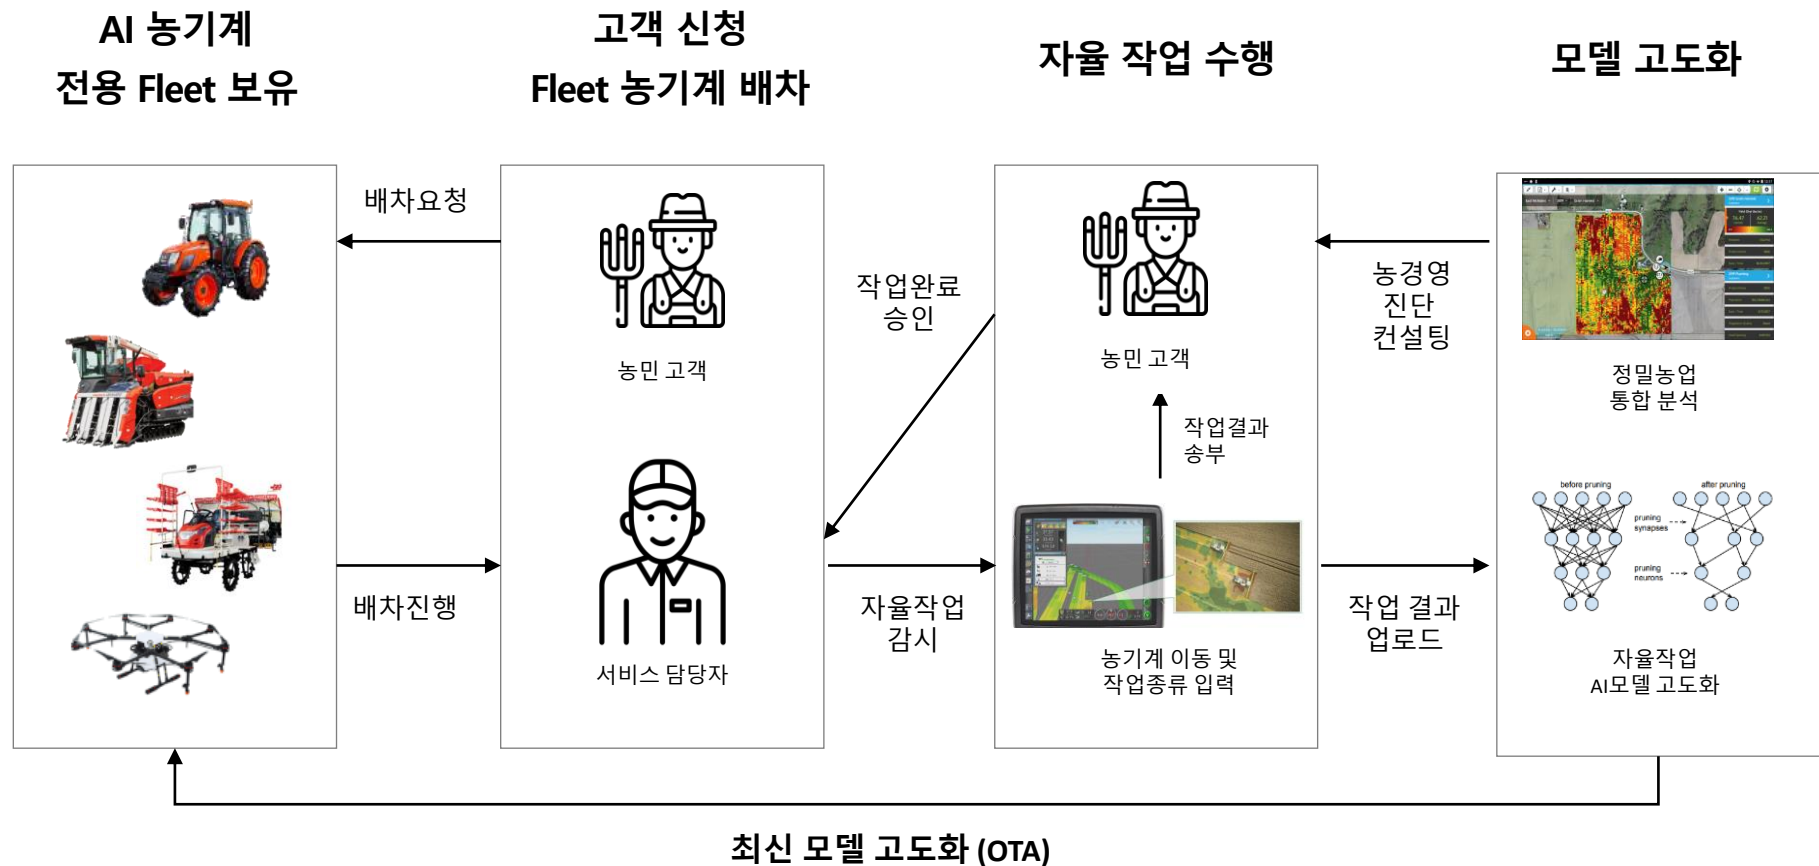 AI 농기계
전용 Fleet 보유
고객 신청
Fleet 농기계 배차
자율 작업 수행
모델 고도화
배차요청
배차진행
농민 고객
서비스 담당자
작업완료
승인
자율작업
감시
농민 고객
작업결과
송부
농기계 이동 및
작업종류 입력
농경영
진단
컨설팅
작업 결과
업로드
정밀농업
통합 분석
before pruning
after pruning
pruning
synapses
pruning
neurons
자율작업
AI모델 고도화
최신 모델 고도화 (OTA)